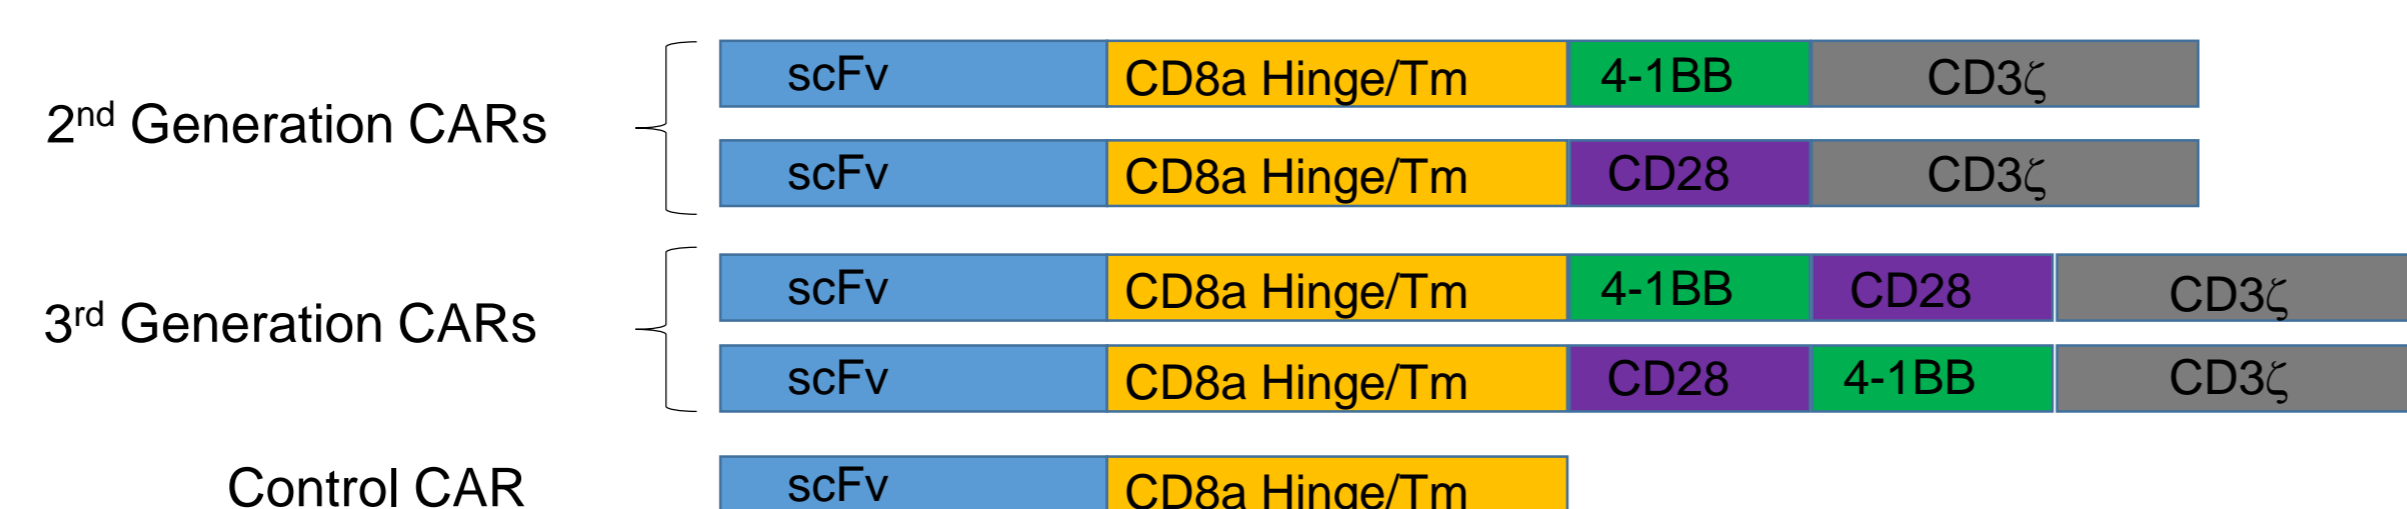 scFv CD8a Hinge/Tm 4-1BB CD3ζ
2nd Generation CARs
scFv CD8a Hinge/Tm CD28 CD3ζ
scFv CD8a Hinge/Tm 4-1BB CD28 CD3ζ
3rd Generation CARs
scFv CD8a Hinge/Tm CD28 4-1BB CD3ζ
Control CAR scFv CD8a Hinge/Tm